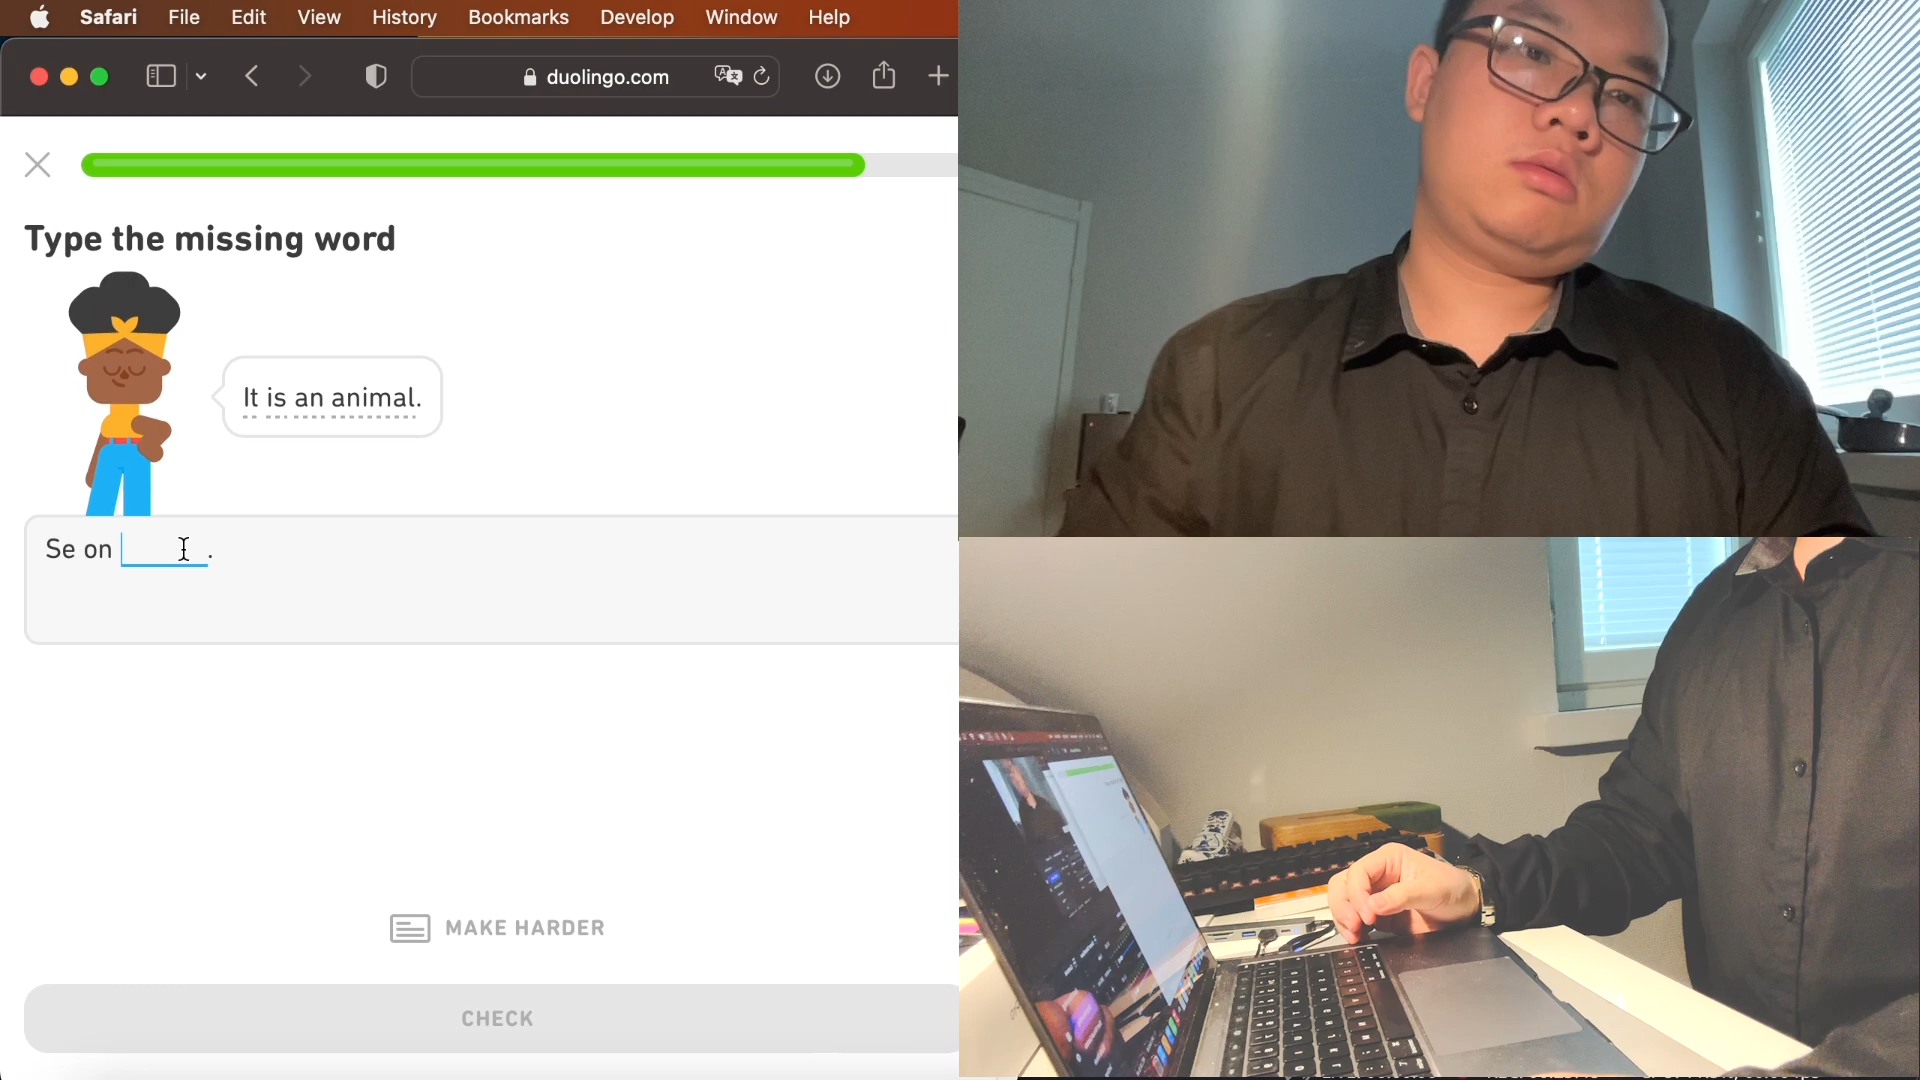 Safari File Edit View History Bookmarks Develop Window Help
duolingo.com
Type the missing word
It is an animal.
Se on .
MAKE HARDER
CHECK